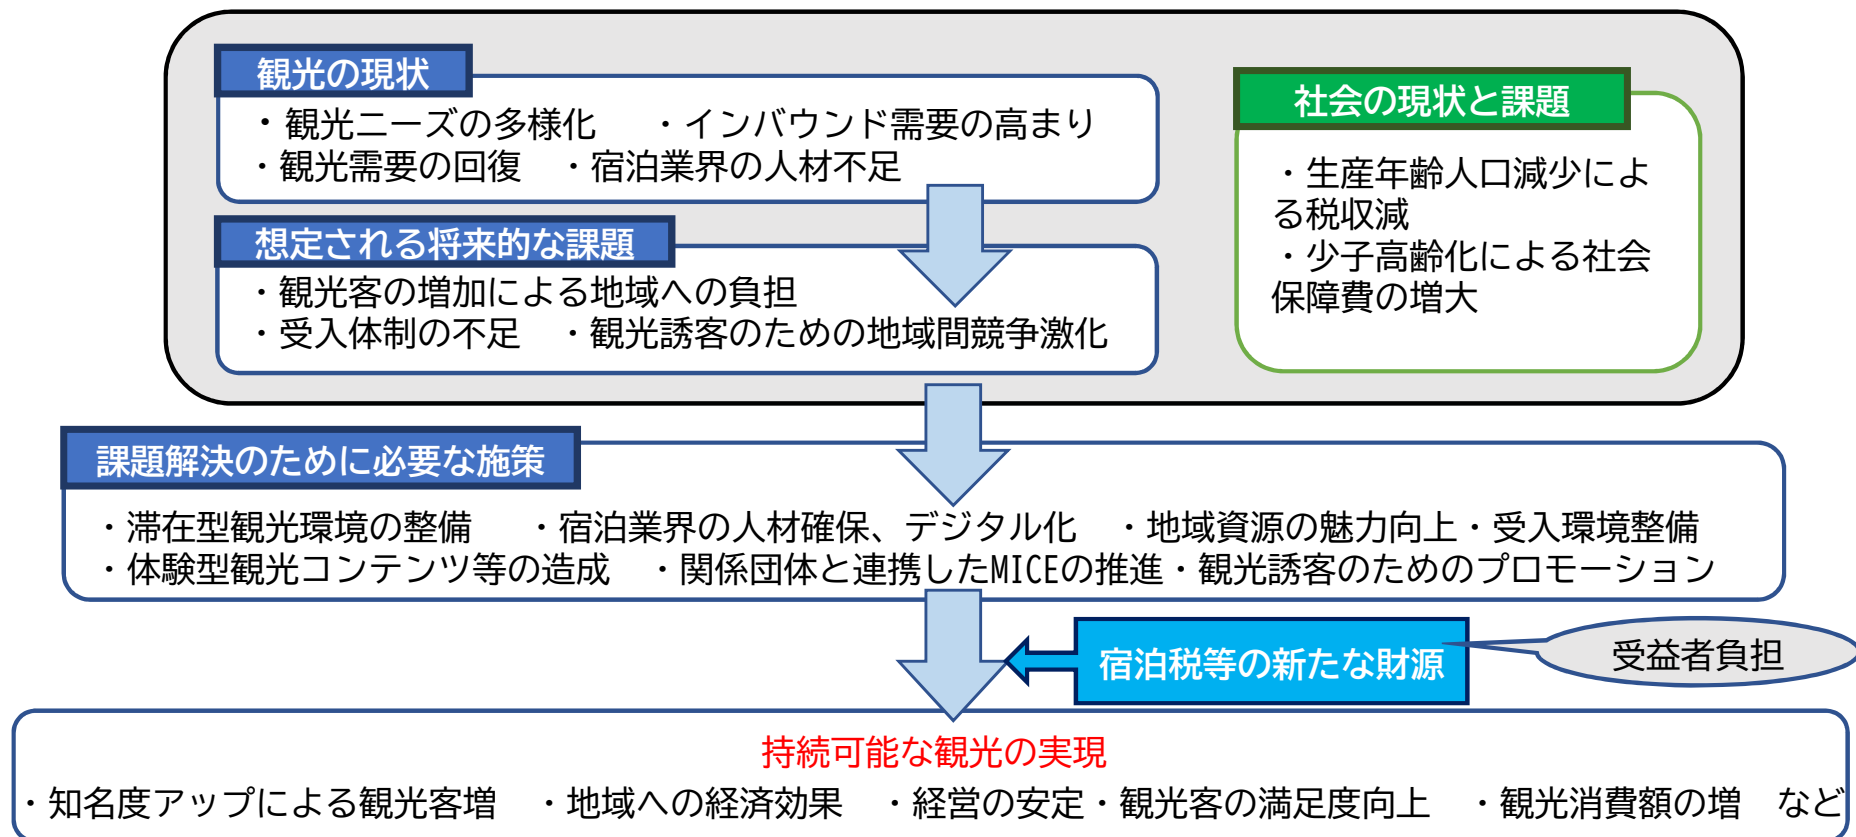 観光の現状
・観光ニーズの多様化　・インバウンド需要の高まり
・観光需要の回復　・宿泊業界の人材不足
想定される将来的な課題
・観光客の増加による地域への負担
・受入体制の不足　・観光誘客のための地域間競争激化
社会の現状と課題
・生産年齢人口減少によ
る税収減
・少子高齢化による社会
保障費の増大
課題解決のために必要な施策
・滞在型観光環境の整備　・宿泊業界の人材確保、デジタル化　・地域資源の魅力向上・受入環境整備
・体験型観光コンテンツ等の造成　・関係団体と連携したMICEの推進・観光誘客のためのプロモーション
宿泊税等の新たな財源
受益者負担
持続可能な観光の実現
・知名度アップによる観光客増　・地域への経済効果　・経営の安定・観光客の満足度向上　・観光消費額の増　など